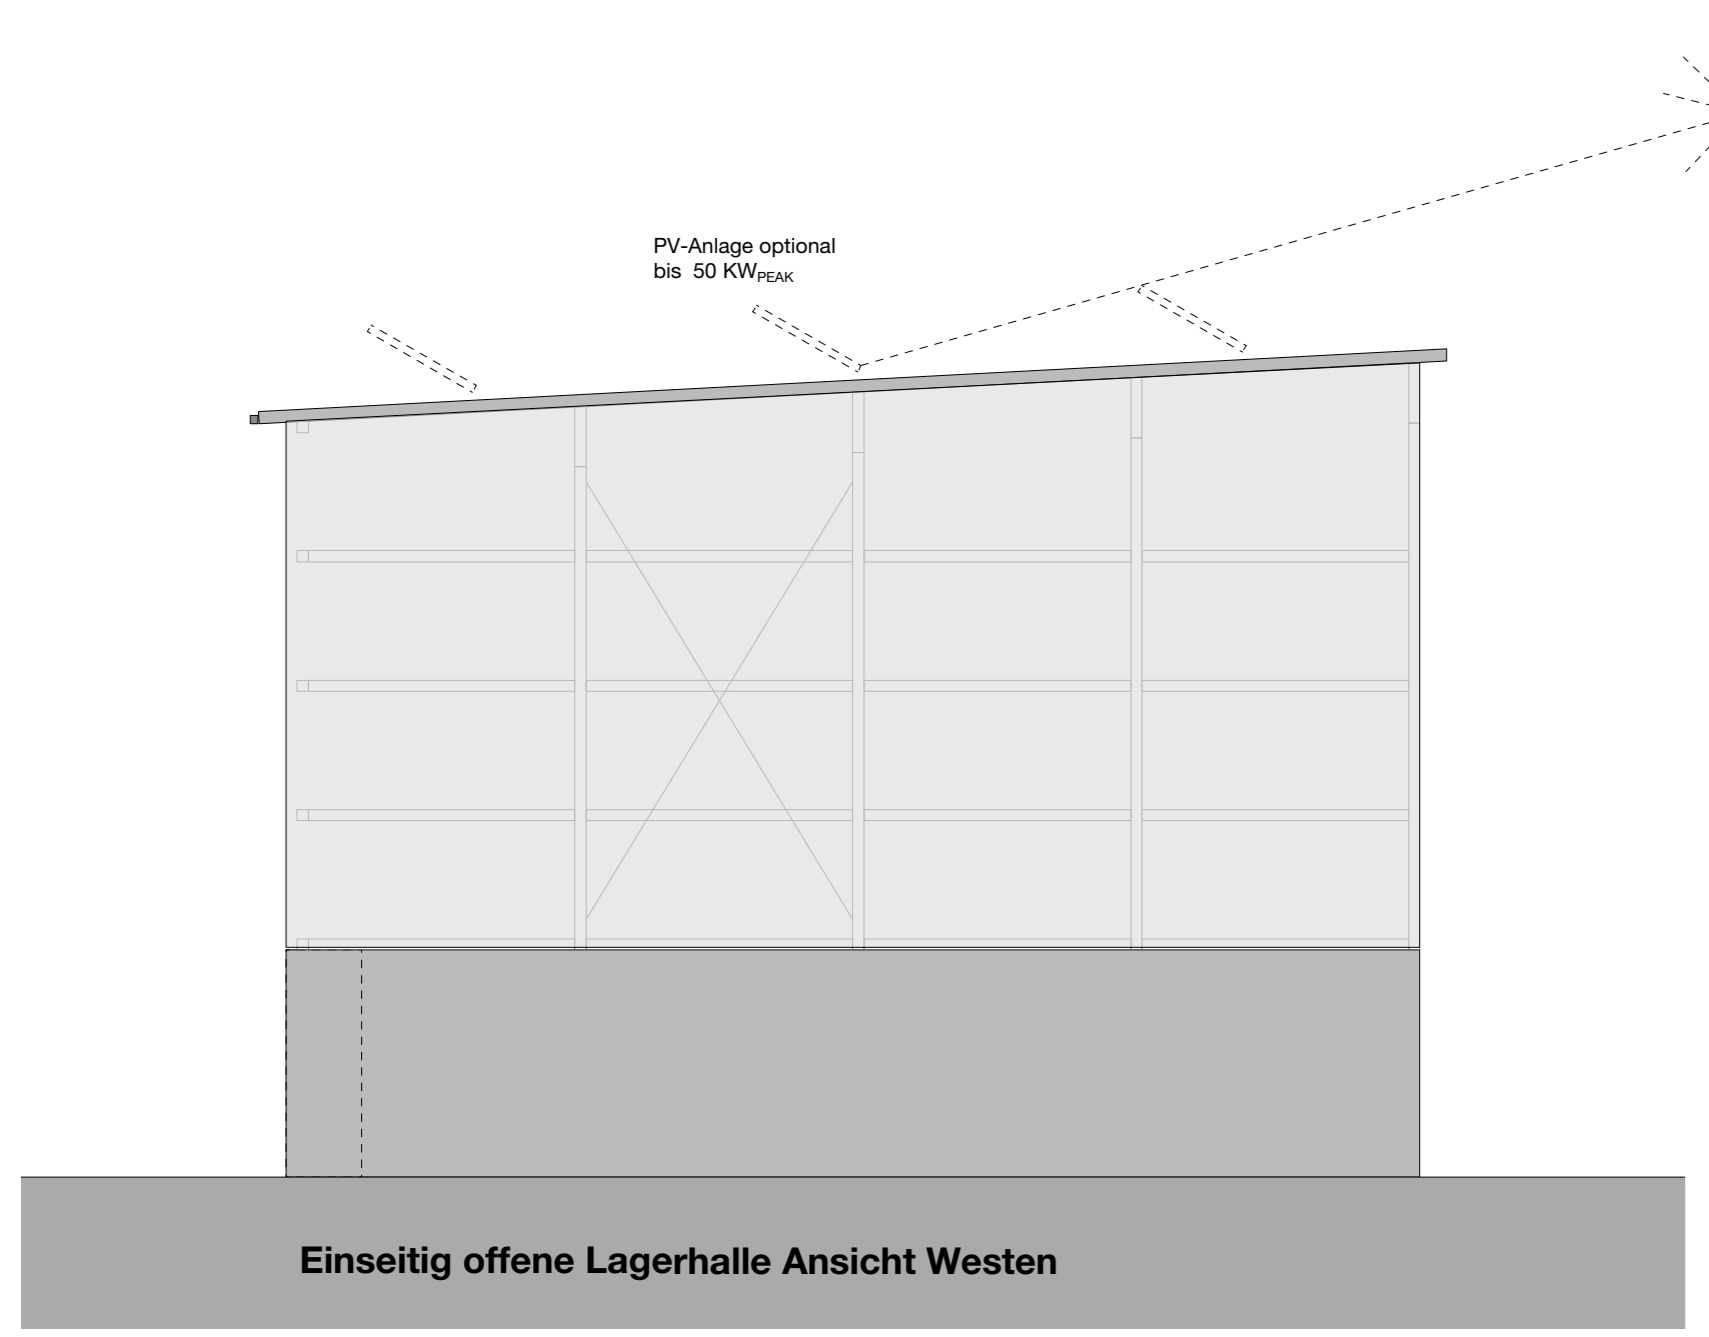 PV-Anlage optional
bis 50 KWPEAK
Einseitig offene Lagerhalle Ansicht Westen